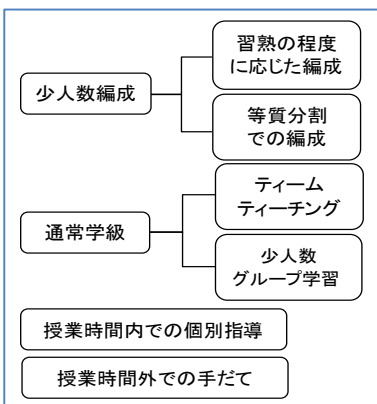 習熟の程度
に応じた編成
少人数編成
等質分割
での編成
ティーム
ティーチング
通常学級
少人数
グループ学習
授業時間内での個別指導
授業時間外での手だて